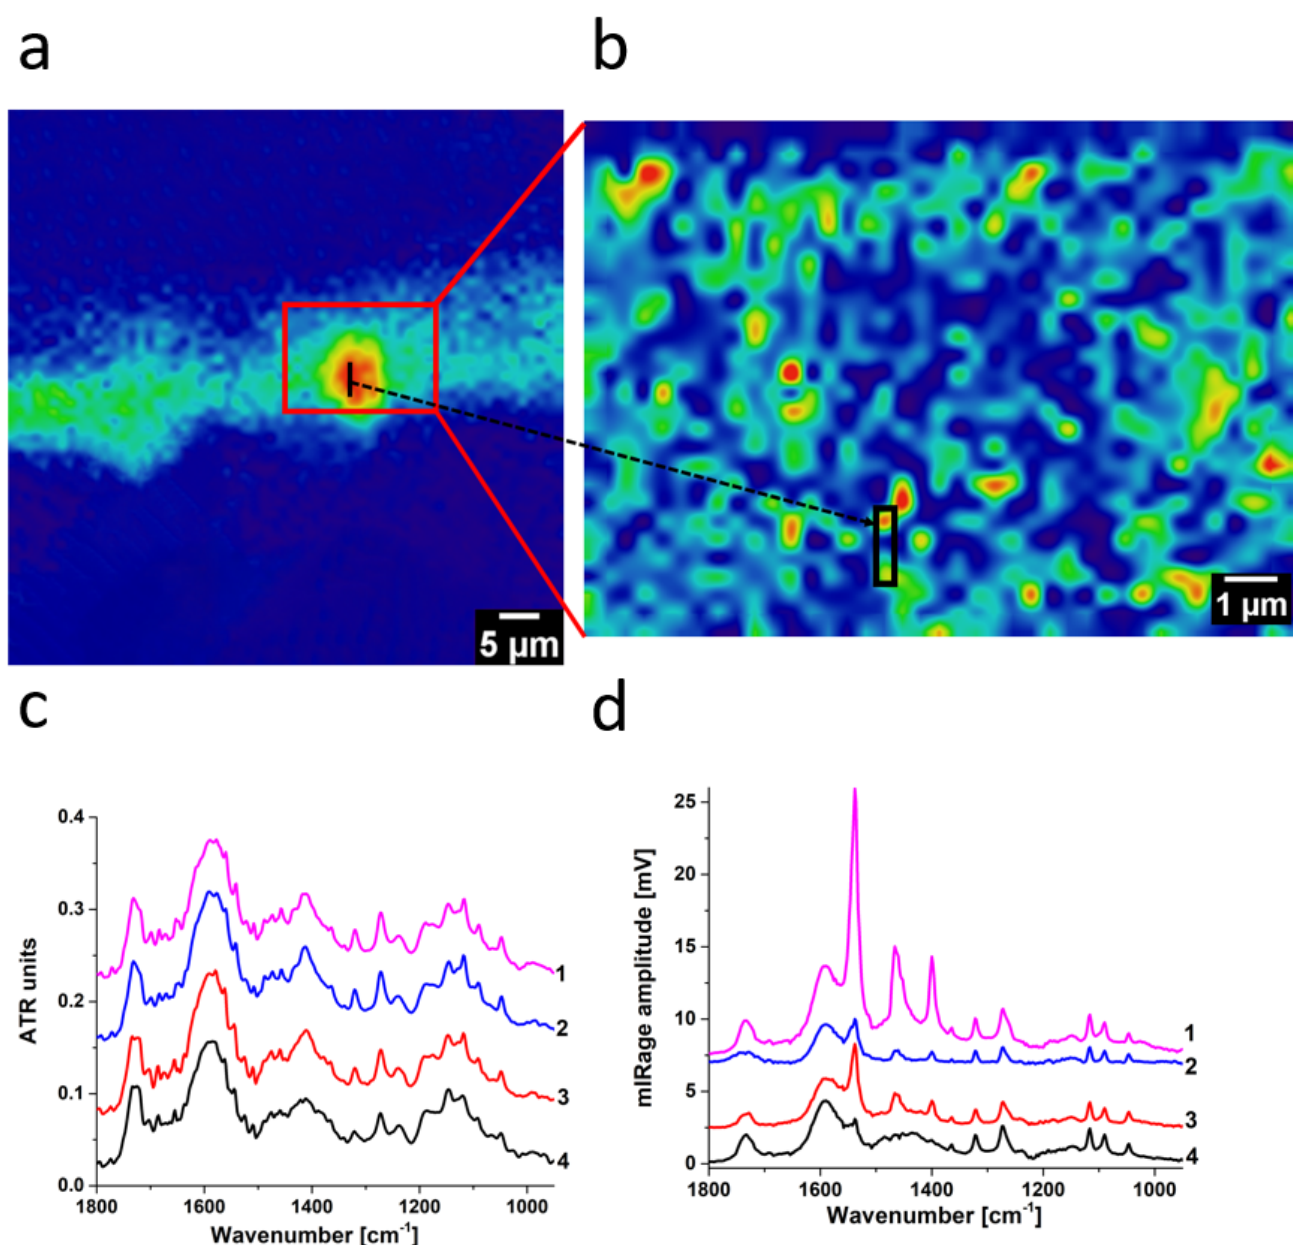 a
b
5 µm
1 µm
c
d
0.4
0.3
0.2
0.1
0.0
ATR units
1
2
3
4
1800 1600 1400 1200 1000
Wavenumber [cm-1]
25
20
15
10
5
0
mIRage amplitude [mV]
1
2
3
4
1800 1600 1400 1200 1000
Wavenumber [cm-1]